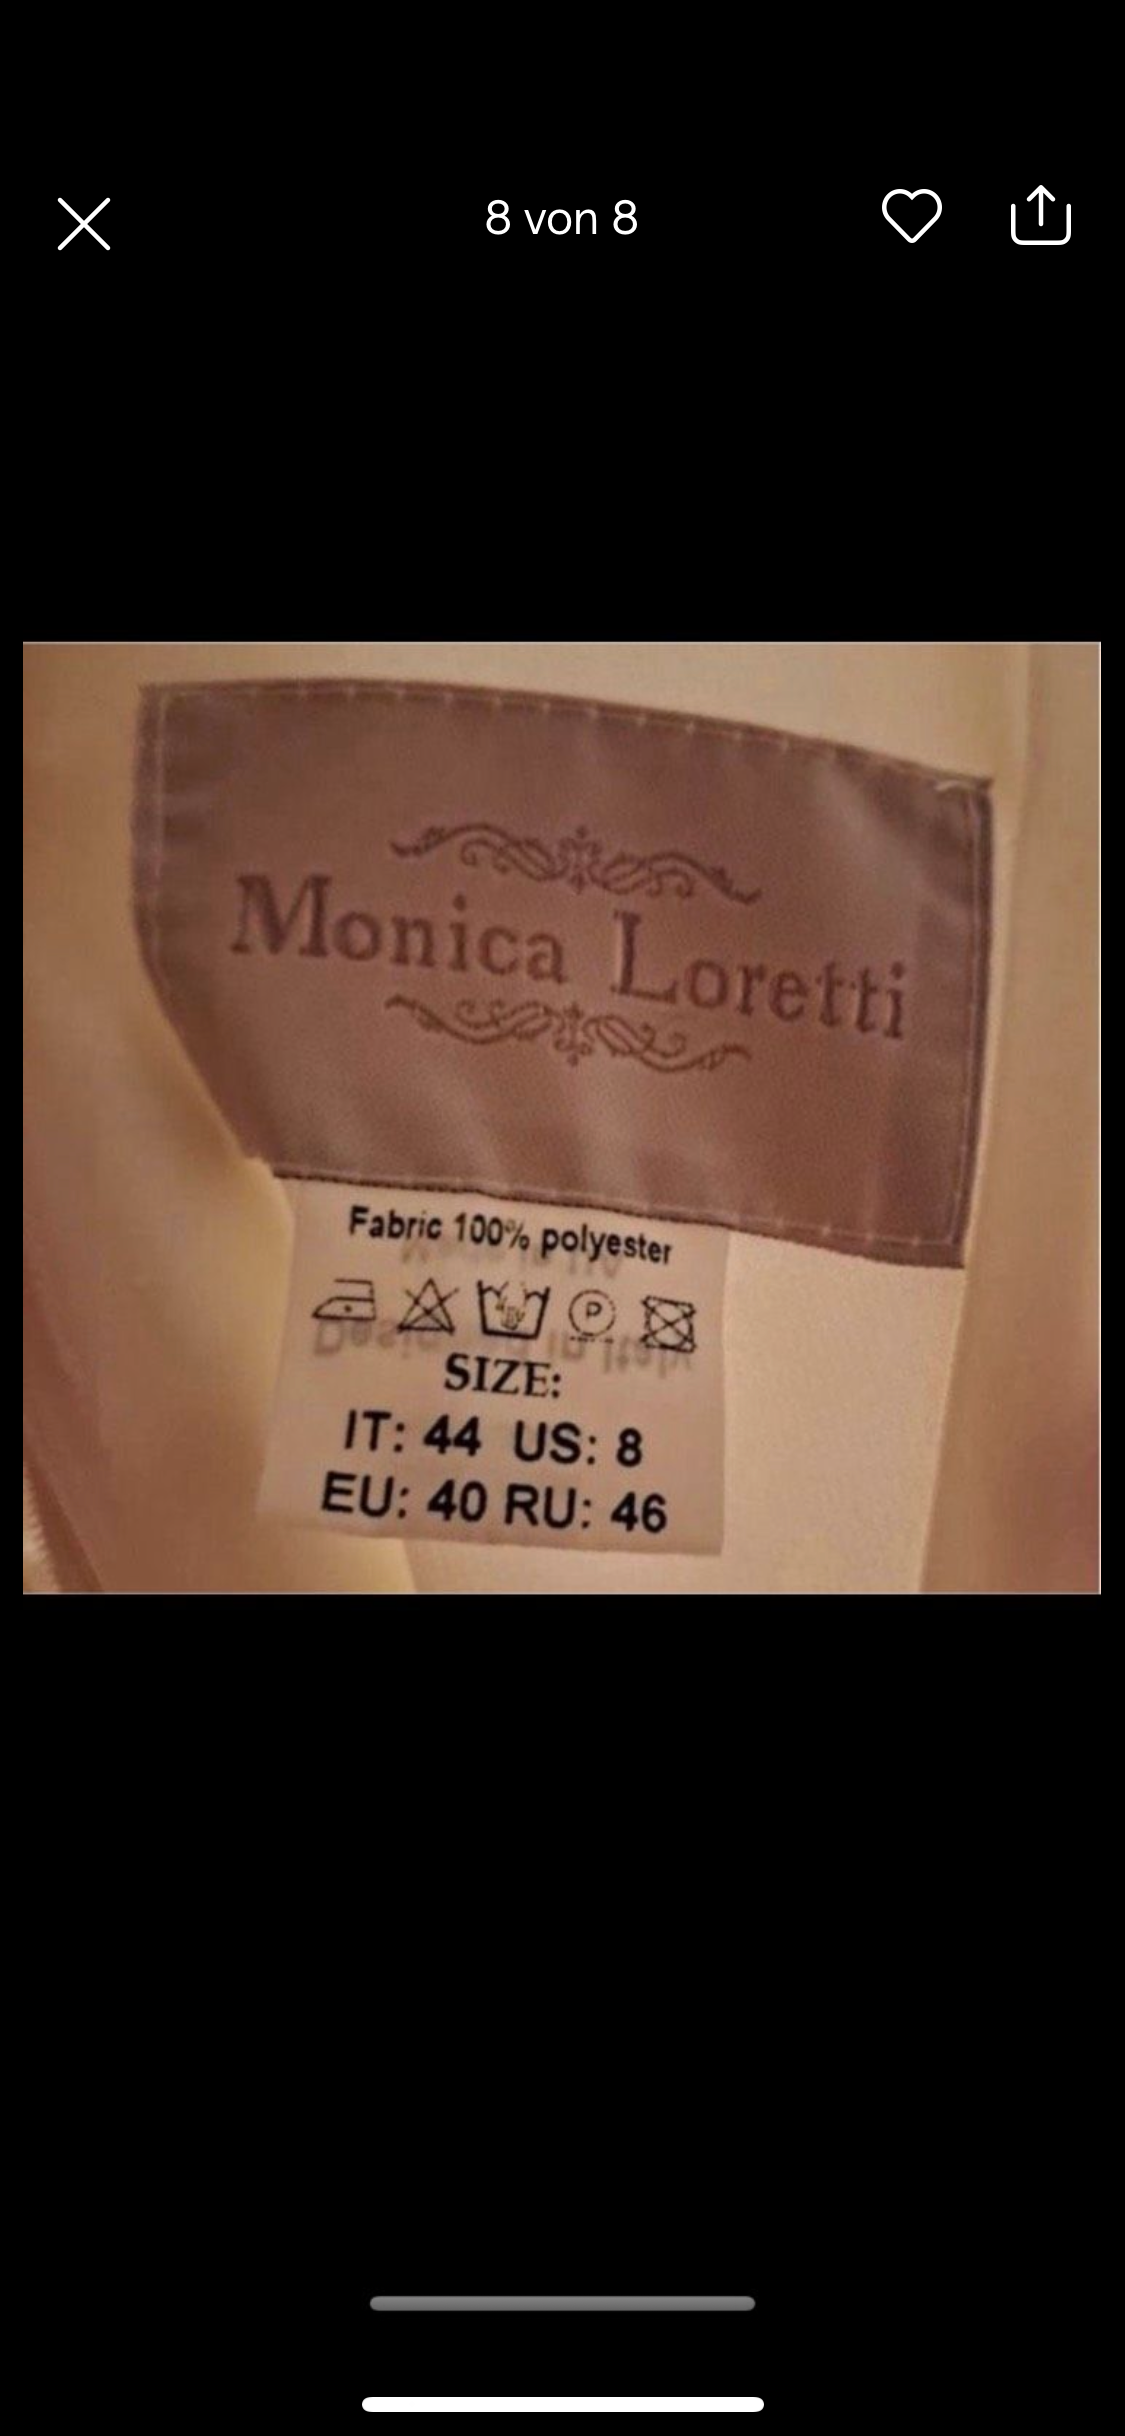 8 von 8
Monica Loretti
Fabric 100% polyester
P
SIZE:
IT: 44 US: 8
EU: 40 RU: 46